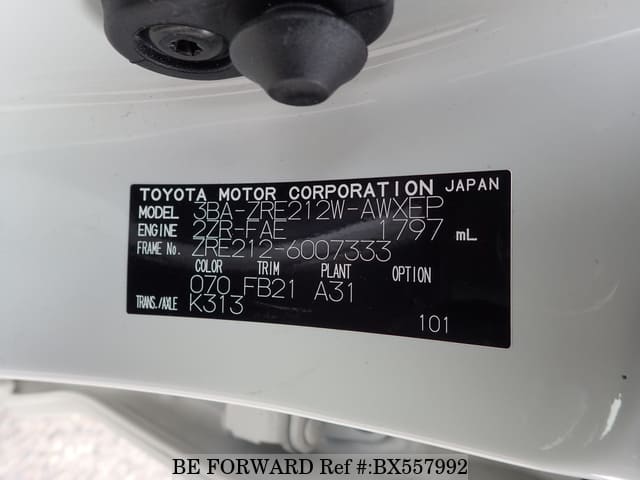 TOYOTA MOTOR CORPORATION JAPAN
MODEL 3BA-ZRE212W-AWXEP
ENGINE 2ZR-FAE 1797 mL
FRAME No. ZRE212-6007333
COLOR TRIM PLANT OPTION
070 FB21 A31
TRANS./AXLE K313
101
BE FORWARD Ref #:BX557992